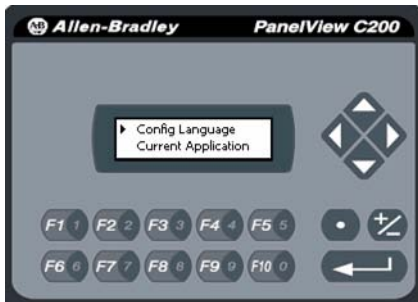 AB Allen-Bradley PanelView C200
Config Language
Current Application
F1 1 F2 2 F3 3 F4 4 F5 5 • +/-
F6 6 F7 7 F8 8 F9 9 F10 0